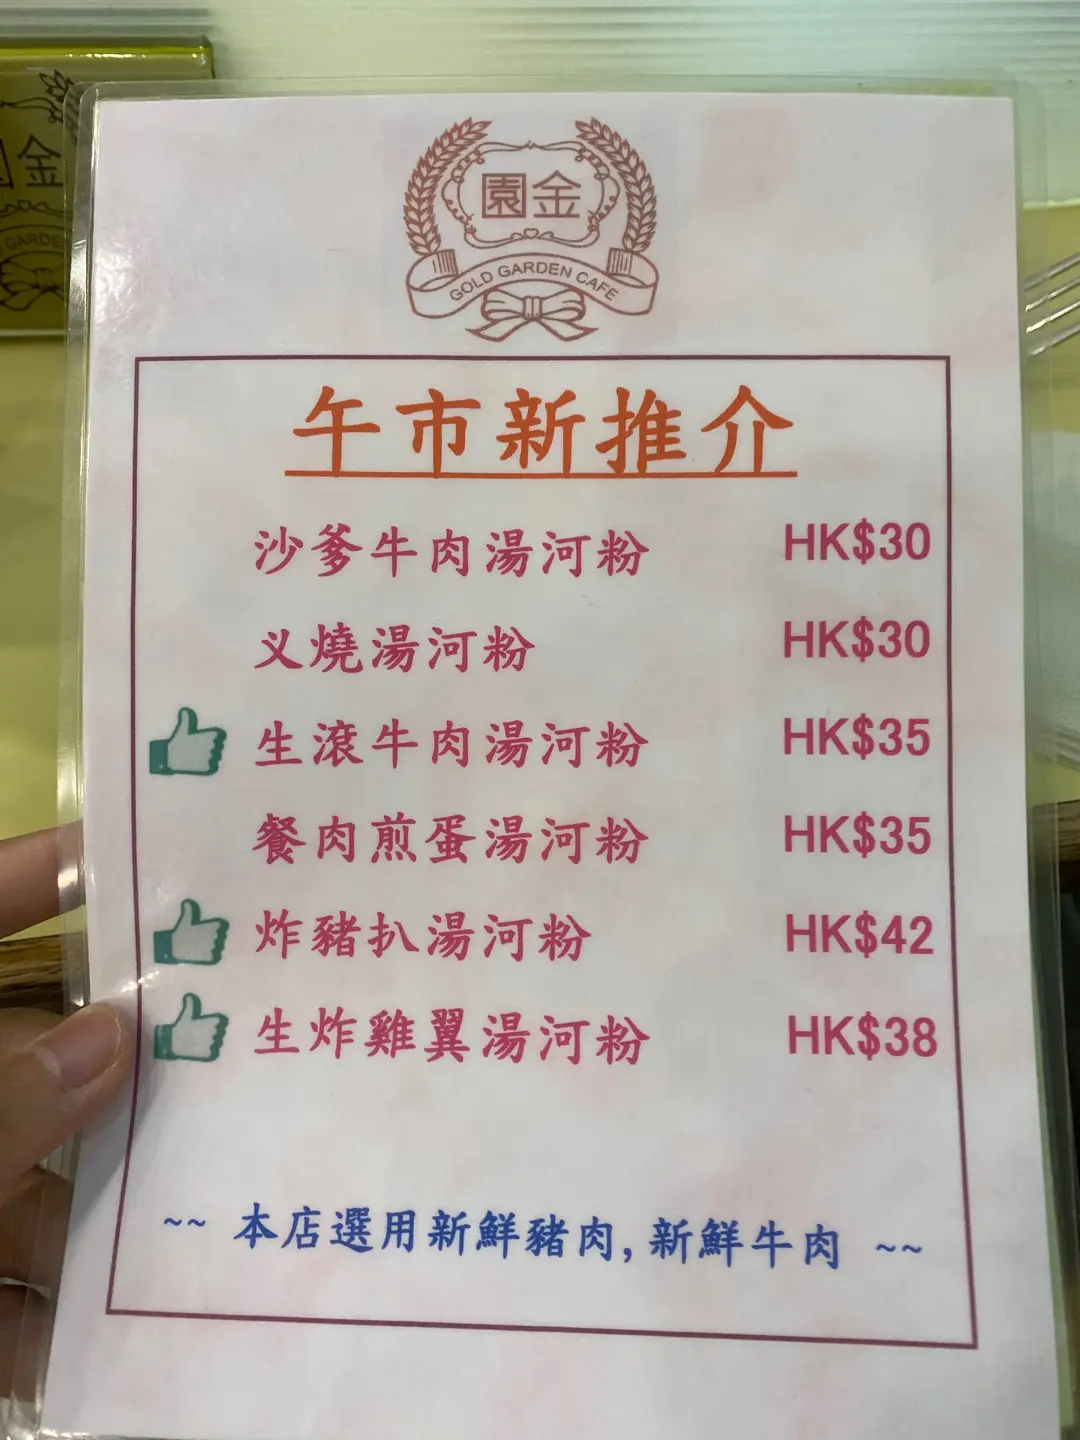 園金
GOLD GARDEN CAFE
午市新推介
沙爹牛肉湯河粉 HK$30
义燒湯河粉 HK$30
生滾牛肉湯河粉 HK$35
餐肉煎蛋湯河粉 HK$35
炸豬扒湯河粉 HK$42
生炸雞翼湯河粉 HK$38
~~ 本店選用新鮮豬肉,新鮮牛肉 ~~
園金
GARDE